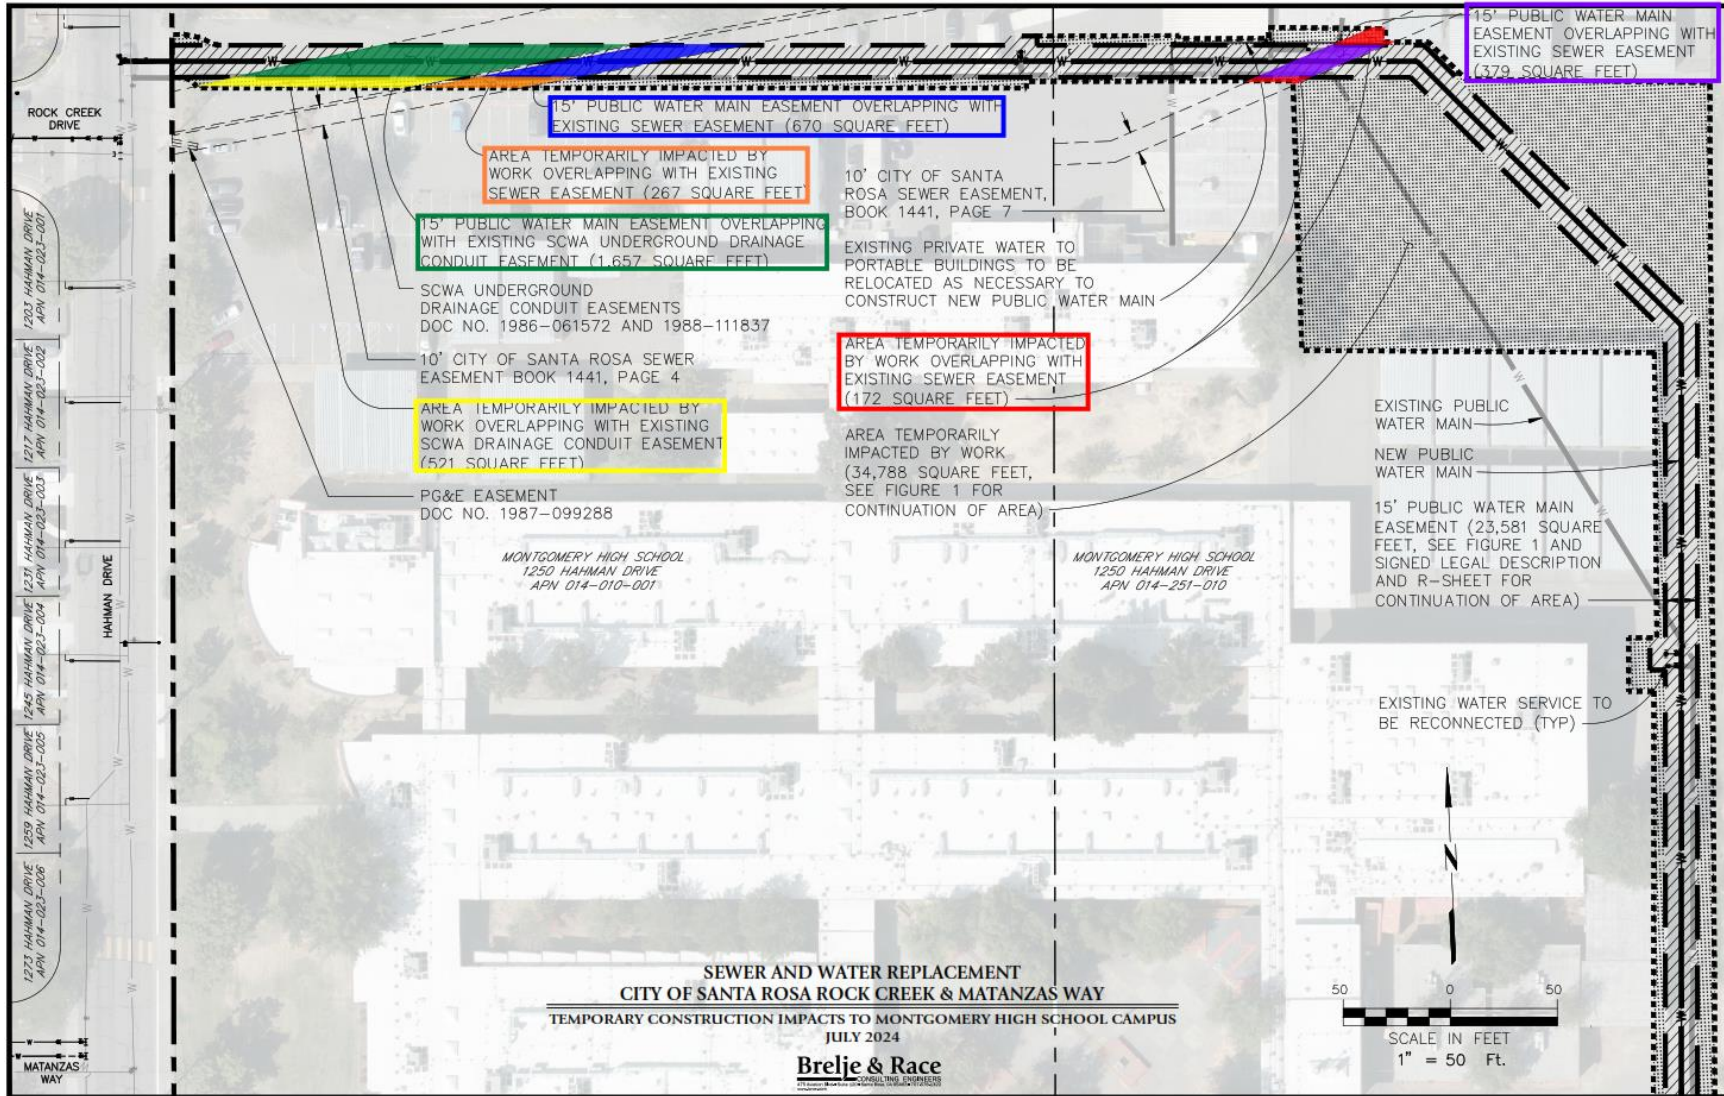 15' PUBLIC WATER MAIN
EASEMENT OVERLAPPING WITH
EXISTING SEWER EASEMENT
(379 SQUARE FEET)
ROCK CREEK
DRIVE
15' PUBLIC WATER MAIN EASEMENT OVERLAPPING WITH
EXISTING SEWER EASEMENT (670 SQUARE FEET)
AREA TEMPORARILY IMPACTED BY
WORK OVERLAPPING WITH EXISTING
SEWER EASEMENT (267 SQUARE FEET)
15' PUBLIC WATER MAIN EASEMENT OVERLAPPING
WITH EXISTING SCWA UNDERGROUND DRAINAGE
CONDUIT EASEMENT (1,657 SQUARE FEET)
SCWA UNDERGROUND
DRAINAGE CONDUIT EASEMENTS
DOC NO. 1986-061572 AND 1988-111837
10' CITY OF SANTA ROSA SEWER
EASEMENT BOOK 1441, PAGE 4
AREA TEMPORARILY IMPACTED BY
WORK OVERLAPPING WITH EXISTING
SCWA DRAINAGE CONDUIT EASEMENT
(521 SQUARE FEET)
PG&E EASEMENT
DOC NO. 1987-099288
10' CITY OF SANTA
ROSA SEWER EASEMENT,
BOOK 1441, PAGE 7
EXISTING PRIVATE WATER TO
PORTABLE BUILDINGS TO BE
RELOCATED AS NECESSARY TO
CONSTRUCT NEW PUBLIC WATER MAIN
AREA TEMPORARILY IMPACTED
BY WORK OVERLAPPING WITH
EXISTING SEWER EASEMENT
(172 SQUARE FEET)
AREA TEMPORARILY
IMPACTED BY WORK
(34,788 SQUARE FEET,
SEE FIGURE 1 FOR
CONTINUATION OF AREA)
EXISTING PUBLIC
WATER MAIN
NEW PUBLIC
WATER MAIN
15' PUBLIC WATER MAIN
EASEMENT (23,581 SQUARE
FEET, SEE FIGURE 1 AND
SIGNED LEGAL DESCRIPTION
AND R-SHEET FOR
CONTINUATION OF AREA)
EXISTING WATER SERVICE TO
BE RECONNECTED (TYP)
MONTGOMERY HIGH SCHOOL
1250 HAHMAN DRIVE
APN 014-010-001
MONTGOMERY HIGH SCHOOL
1250 HAHMAN DRIVE
APN 014-251-010
1203 HAHMAN DRIVE
APN 014-023-001
1217 HAHMAN DRIVE
APN 014-023-002
1231 HAHMAN DRIVE
APN 014-023-003
1245 HAHMAN DRIVE
APN 014-023-004
1259 HAHMAN DRIVE
APN 014-023-005
1273 HAHMAN DRIVE
APN 014-023-006
HAHMAN DRIVE
MATANZAS
WAY
SEWER AND WATER REPLACEMENT
CITY OF SANTA ROSA ROCK CREEK & MATANZAS WAY
TEMPORARY CONSTRUCTION IMPACTS TO MONTGOMERY HIGH SCHOOL CAMPUS
JULY 2024
Brelje & Race
CONSULTING ENGINEERS
N
50 0 50
SCALE IN FEET
1" = 50 Ft.